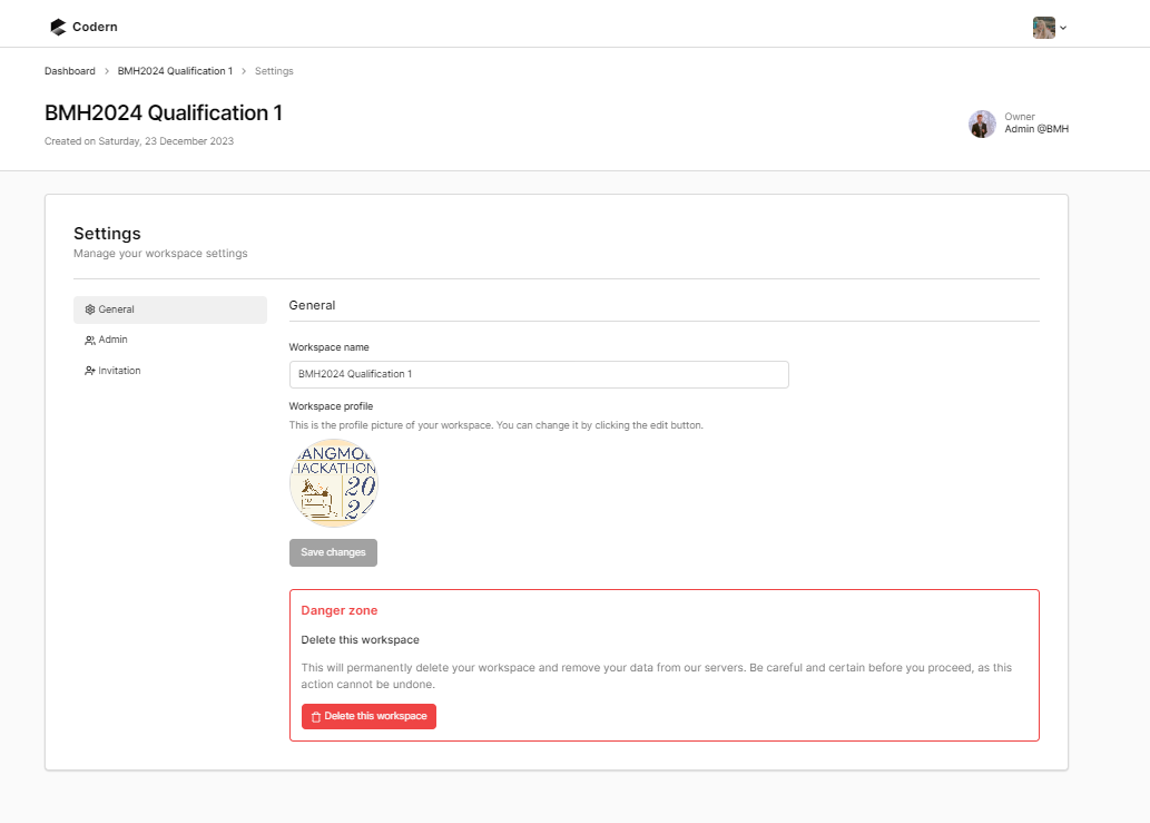 Codern
Dashboard > BMH2024 Qualification 1 > Settings
BMH2024 Qualification 1
Created on Saturday, 23 December 2023
Owner
Admin @BMH
Settings
Manage your workspace settings
General
Admin
Invitation
General
Workspace name
BMH2024 Qualification 1
Workspace profile
This is the profile picture of your workspace. You can change it by clicking the edit button.
HACKATHON
20
Save changes
Danger zone
Delete this workspace
This will permanently delete your workspace and remove your data from our servers. Be careful and certain before you proceed, as this
action cannot be undone.
Delete this workspace